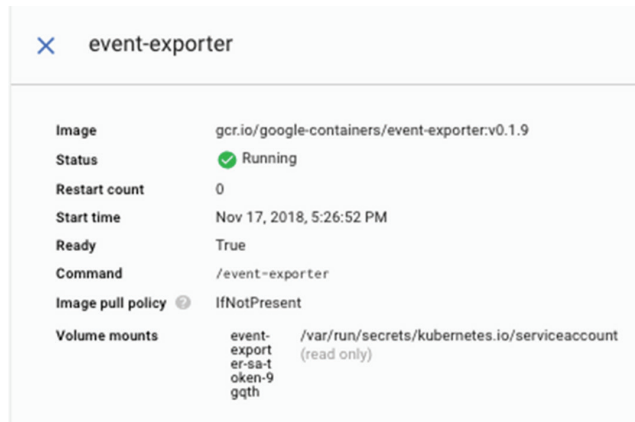 event-exporter
Image gcr.io/google-containers/event-exporter:v0.1.9
Status Running
Restart count 0
Start time Nov 17, 2018, 5:26:52 PM
Ready True
Command /event-exporter
Image pull policy IfNotPresent
Volume mounts event- /var/run/secrets/kubernetes.io/serviceaccount
export (read only)
er-sa-t
oken-9
gqth